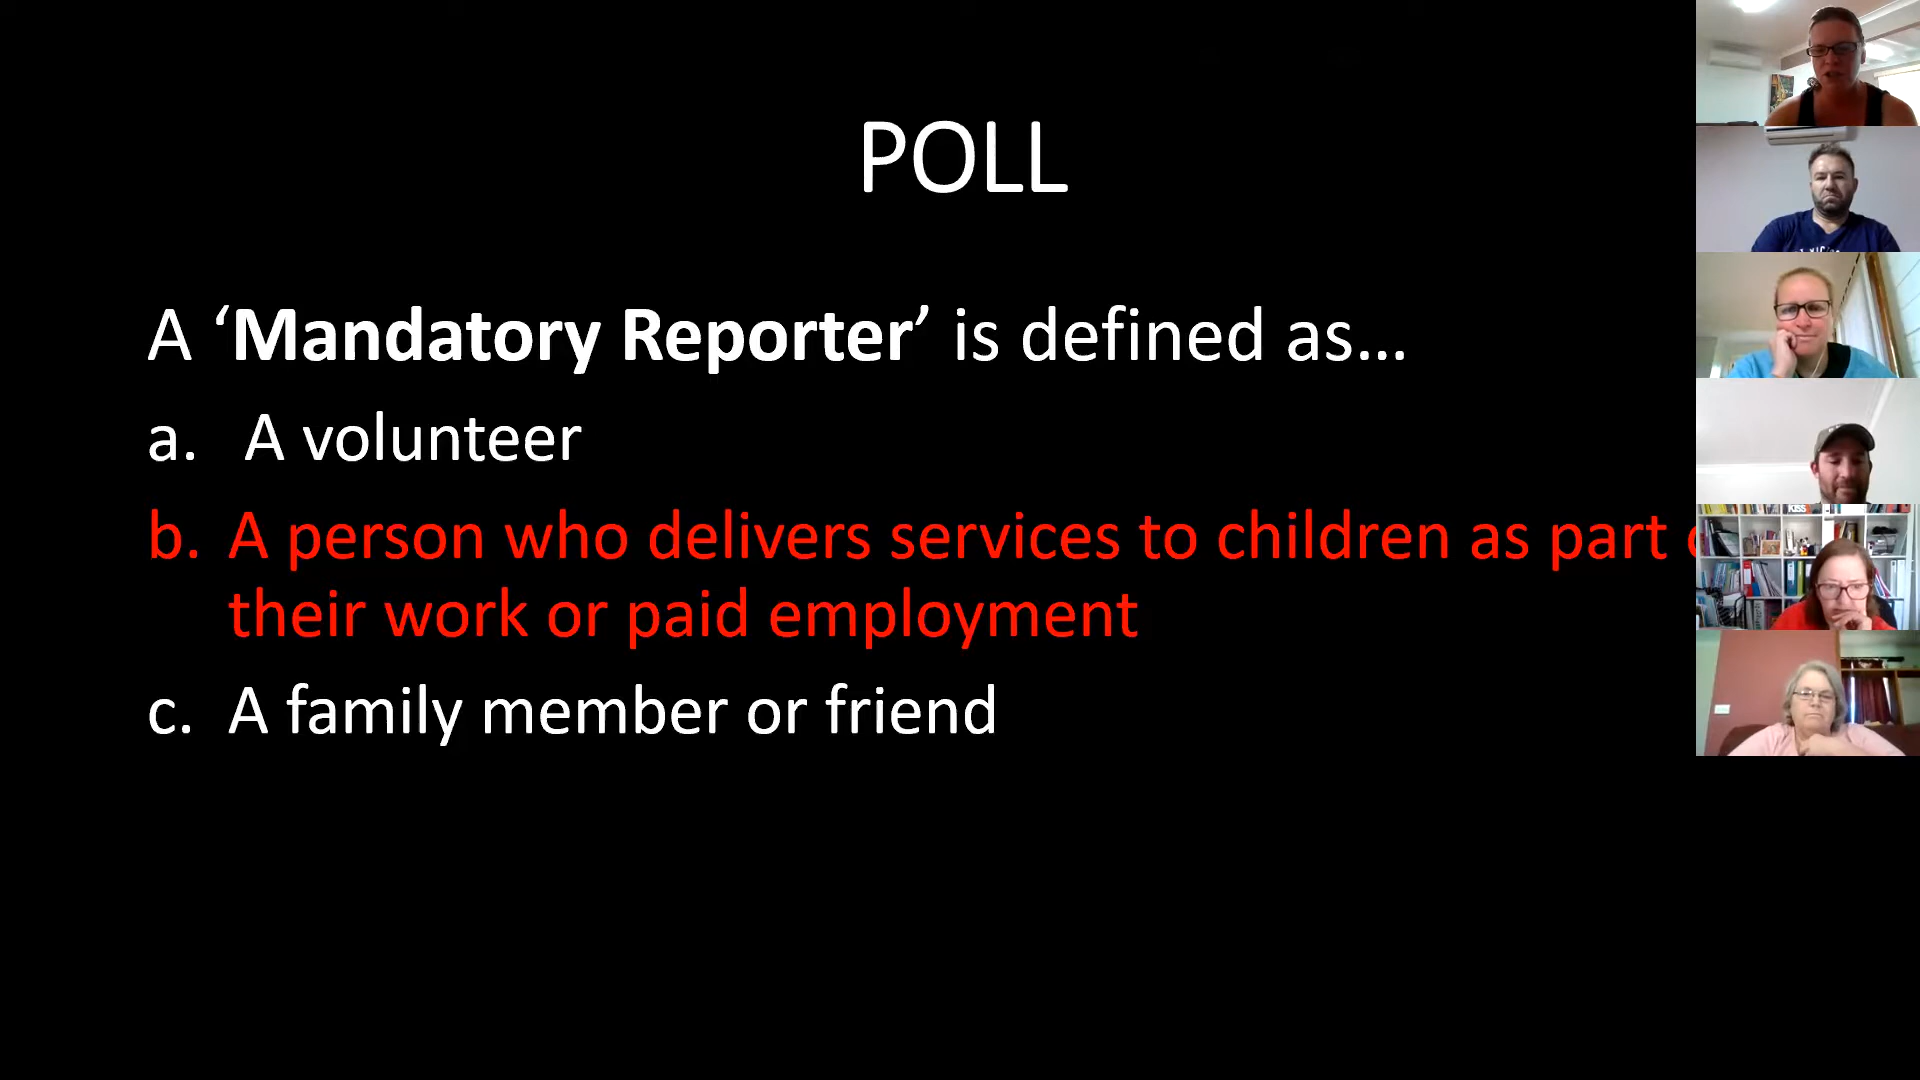 POLL
A ‘Mandatory Reporter’ is defined as...
a. A volunteer
b. A person who delivers services to children as part
their work or paid employment
c. A family member or friend